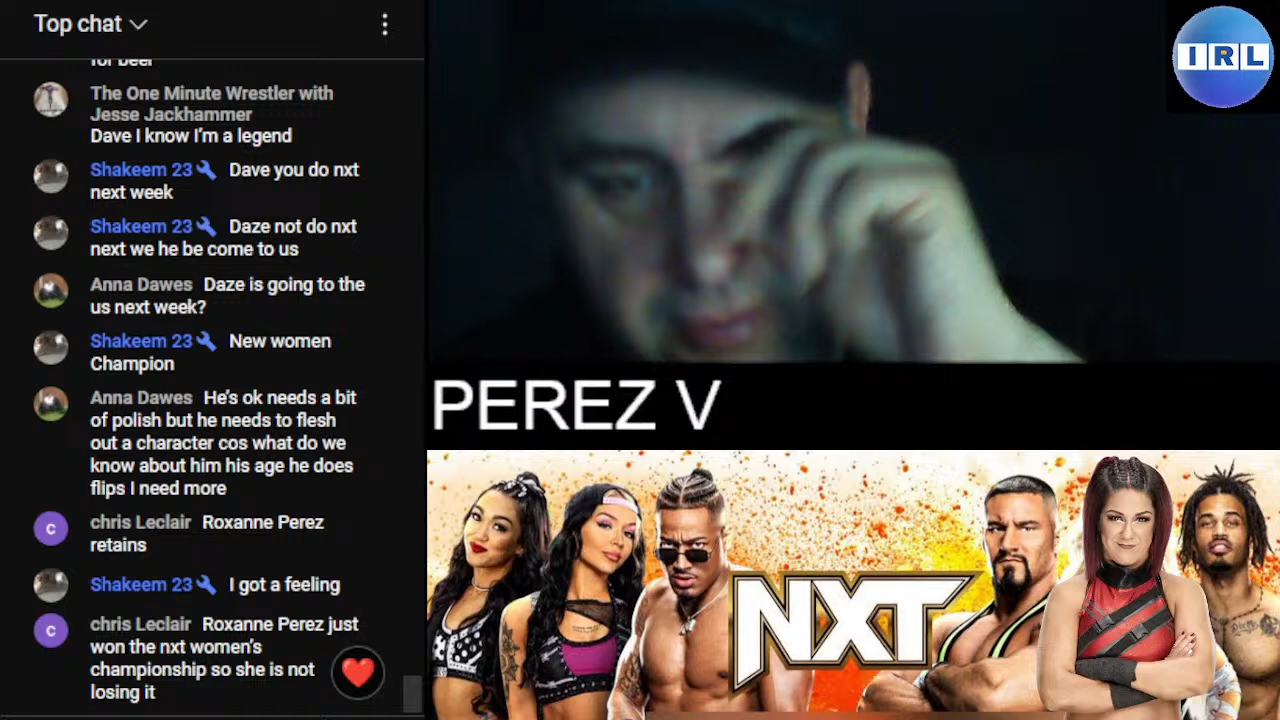 Top chat
for beer
The One Minute Wrestler with
Jesse Jackhammer
Dave I know I'm a legend
Shakeem 23 Dave you do nxt
next week
Shakeem 23 Daze not do nxt
next we he be come to us
Anna Dawes Daze is going to the
us next week?
Shakeem 23 New women
Champion
Anna Dawes He's ok needs a bit
of polish but he needs to flesh
out a character cos what do we
know about him his age he does
flips I need more
C
chris Leclair Roxanne Perez
retains
Shakeem 23 I got a feeling
C
chris Leclair Roxanne Perez just
won the nxt women's
championship so she is not
losing it
IRL
PEREZ V
NXT